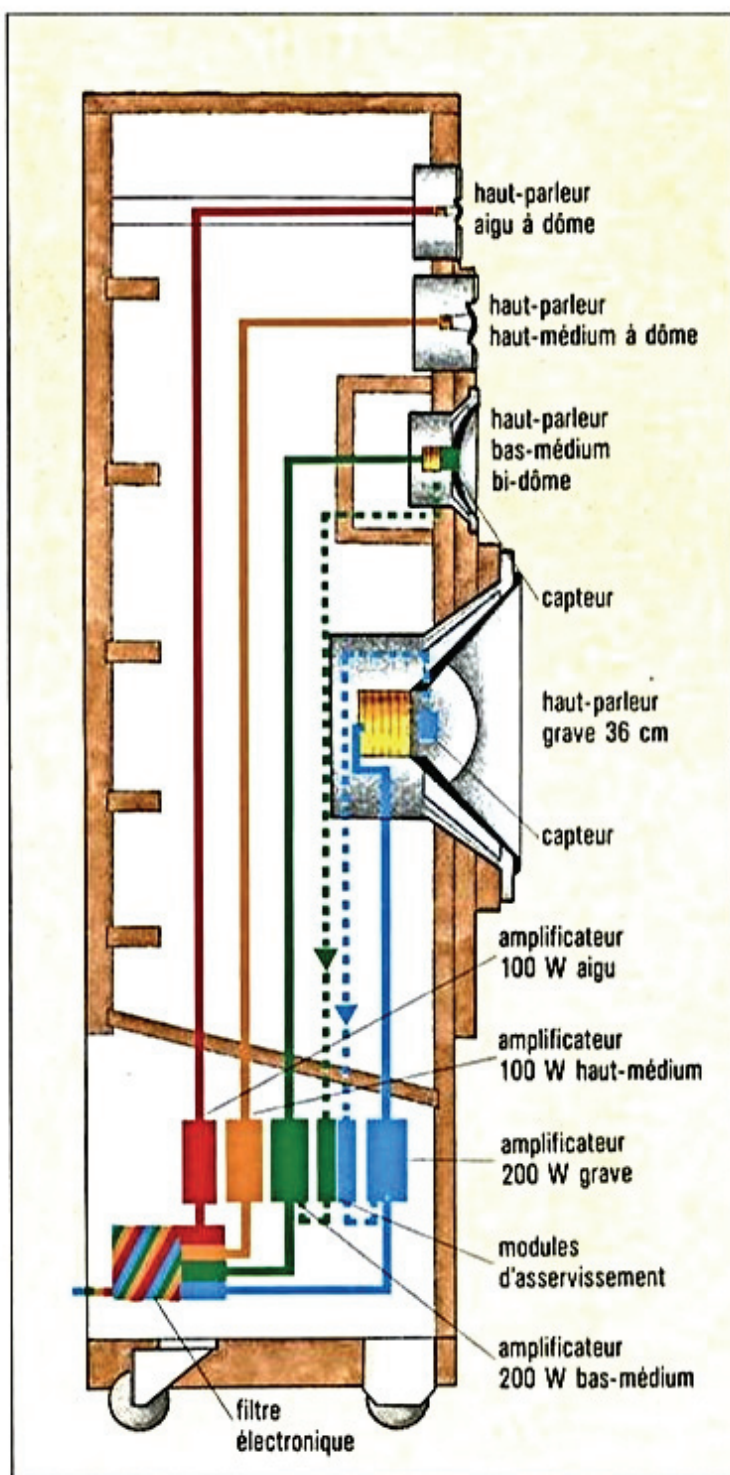 haut-parleur
aigu à dôme
haut-parleur
haut-médium à dôme
haut-parleur
bas-médium
bi-dôme
capteur
haut-parleur
grave 36 cm
capteur
amplificateur
100 W aigu
amplificateur
100 W haut-médium
amplificateur
200 W grave
modules
d'asservissement
amplificateur
200 W bas-médium
filtre
électronique